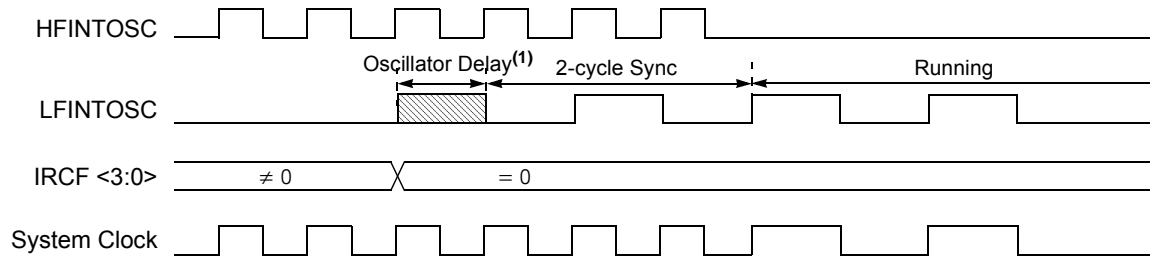 HFINTOSC
Oscillator Delay(1)
2-cycle Sync
Running
LFINTOSC
IRCF <3:0>
≠ 0
= 0
System Clock